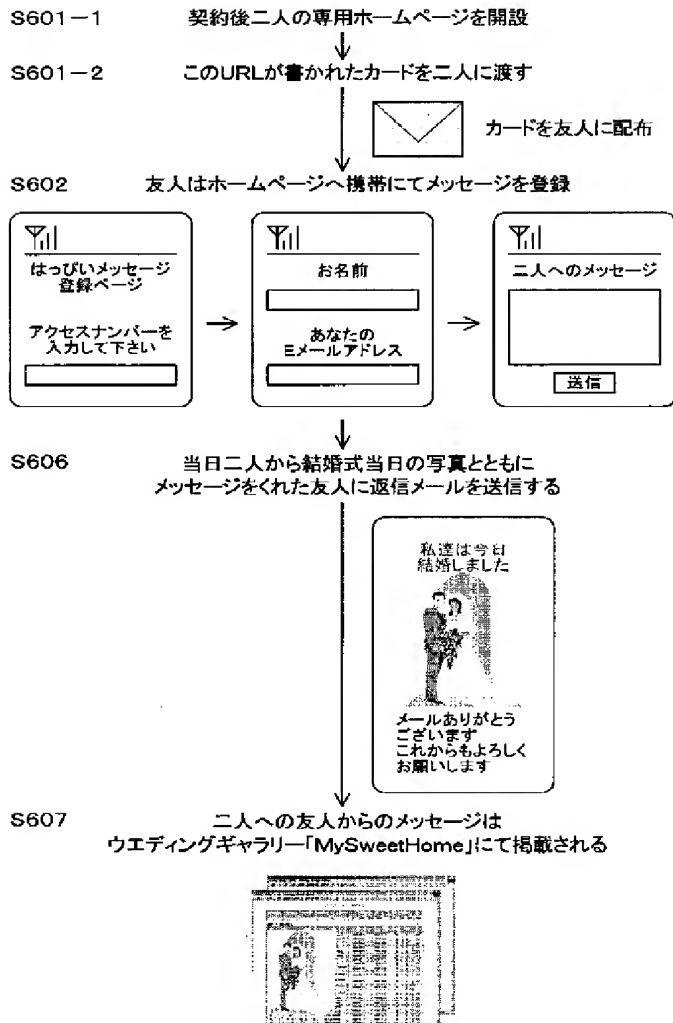 S601-1 契約後二人の専用ホームページを開設
S601-2 このURLが書かれたカードを二人に渡す
カードを友人に配布
S602 友人はホームページへ携帯にてメッセージを登録
はっぴいメッセージ
登録ページ
アクセスナンバーを
入力して下さい
お名前
あなたの
Eメールアドレス
二人へのメッセージ
送信
S606 当日二人から結婚式当日の写真とともに
メッセージをくれた友人に返信メールを送信する
私達は今日
結婚しました
メールありがとう
ございます
これからもよろしく
お願いします
S607 二人への友人からのメッセージは
ウエディングギャラリー「MySweetHome」にて掲載される